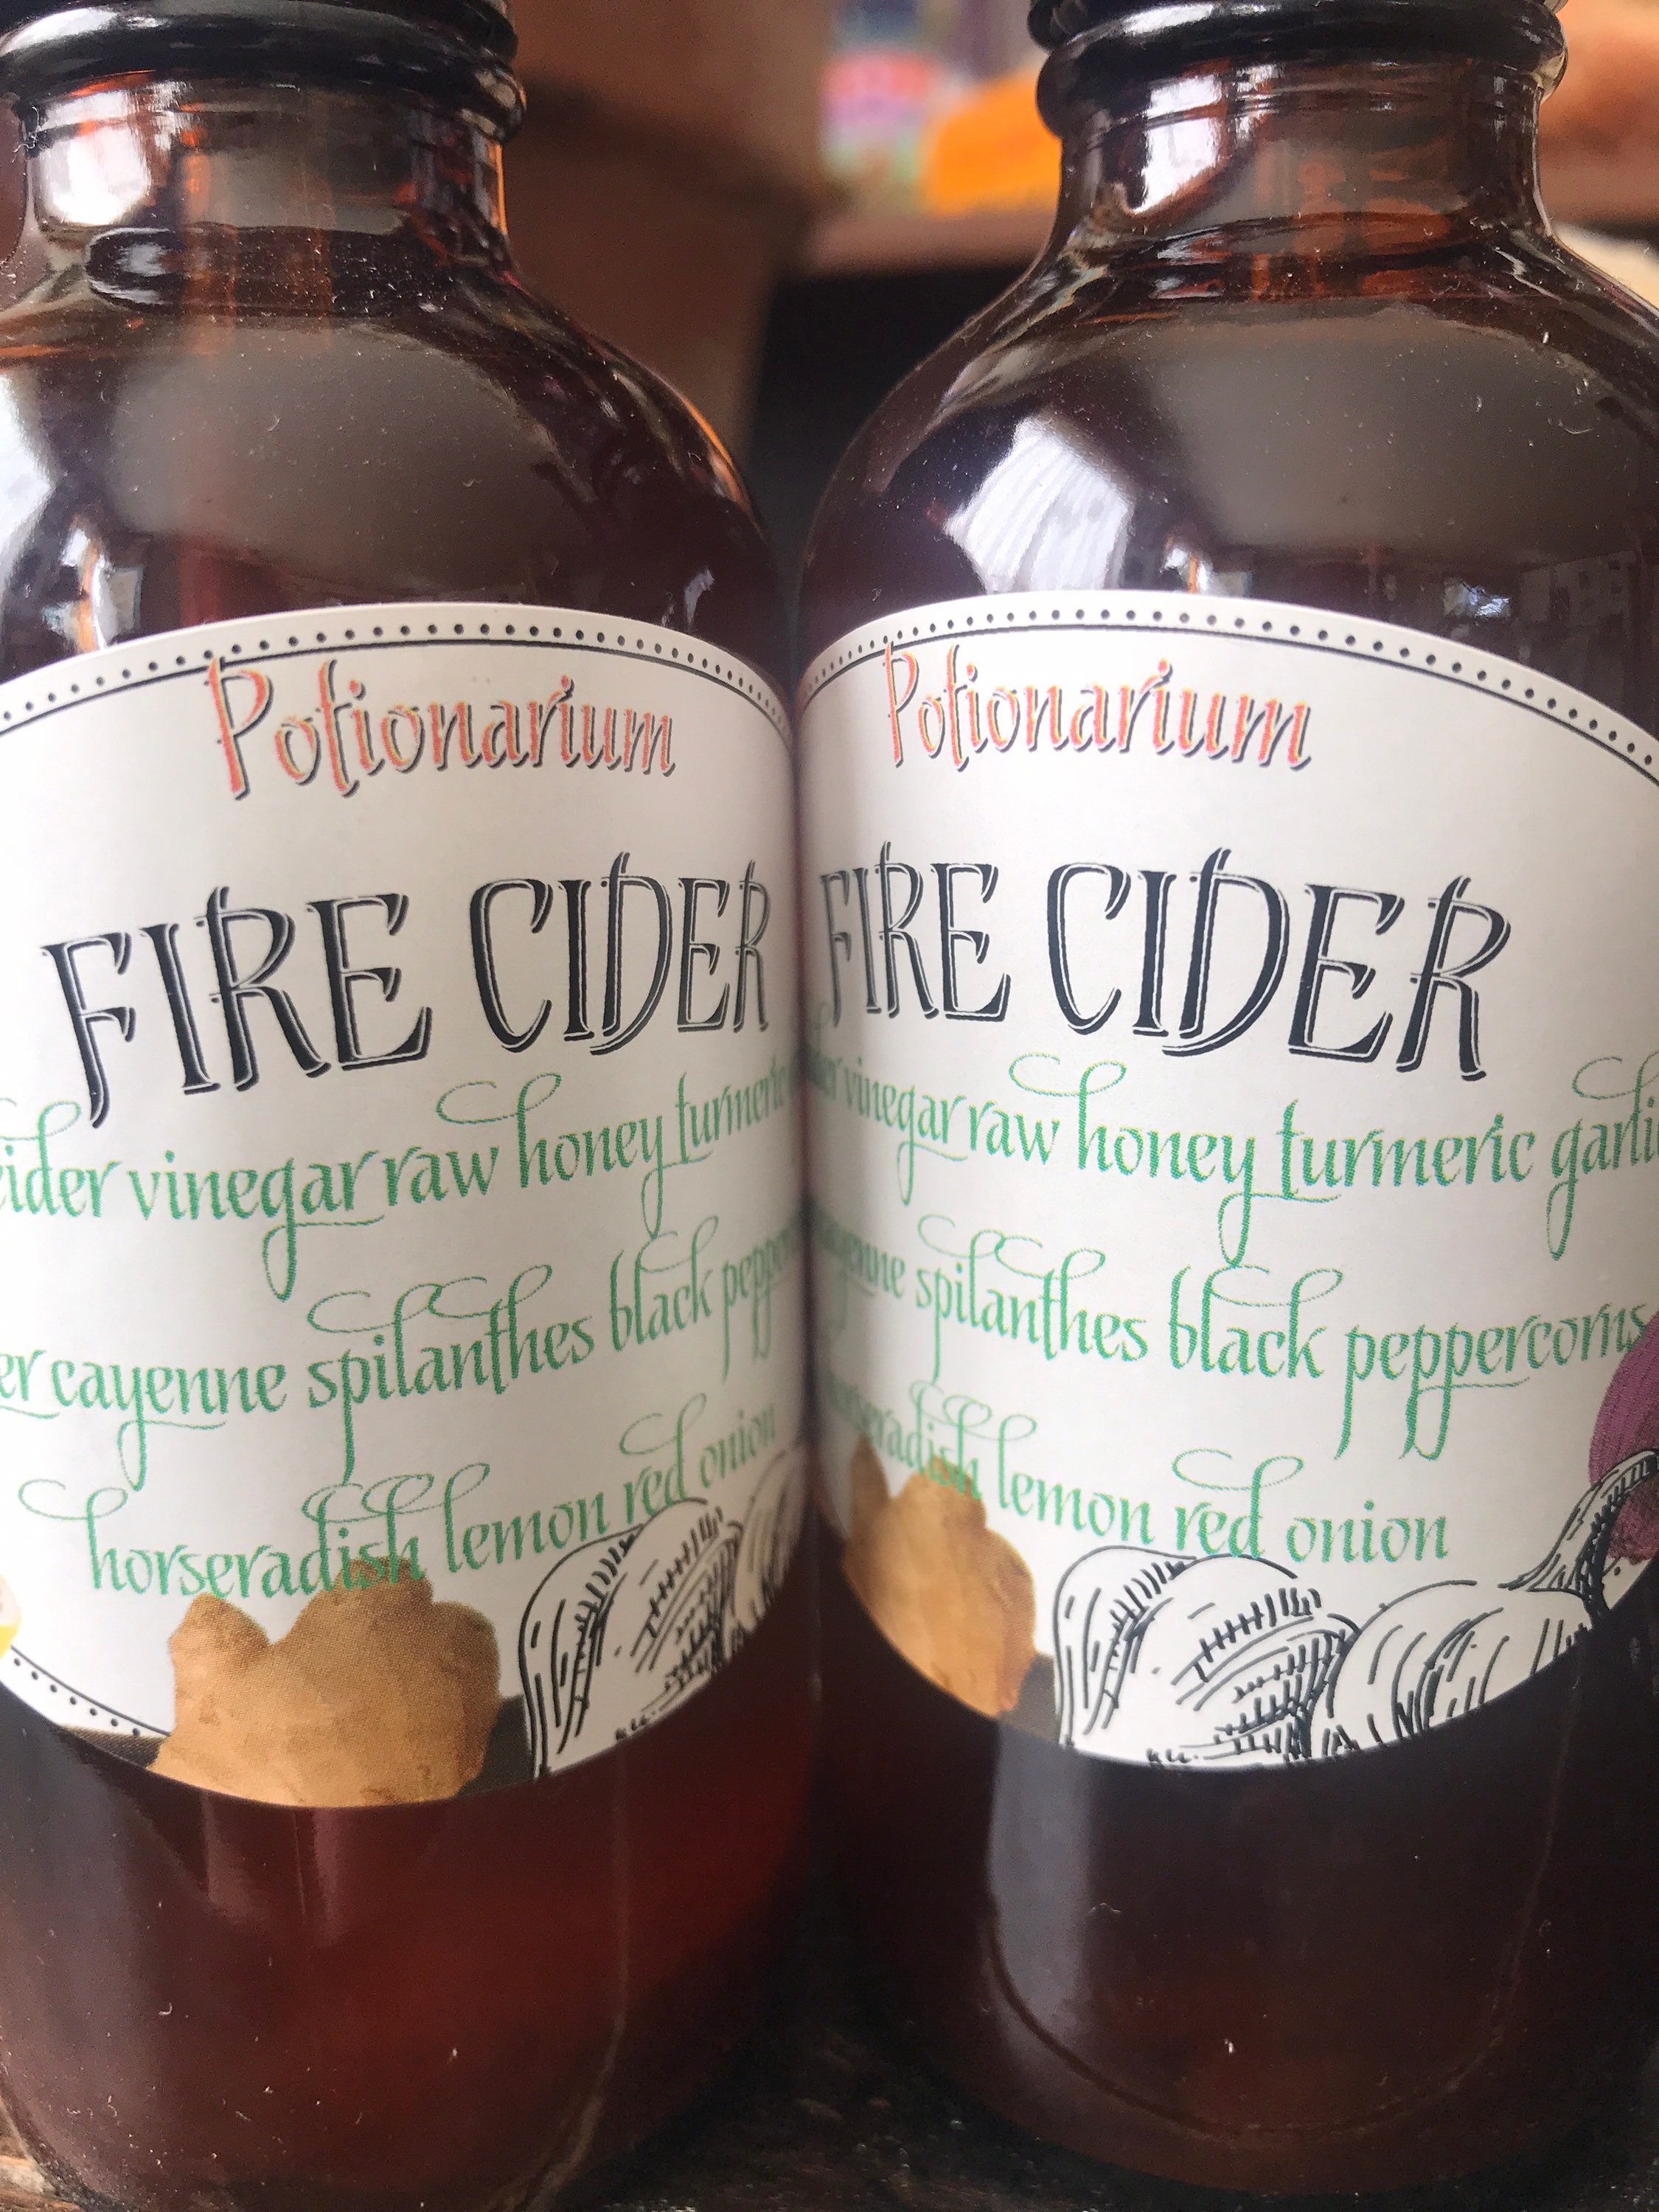 Potionarium
FIRE CIDER
cider vinegar raw honey
cayenne spilanthes black
horseradish lemon red onion
Potionarium
FIRE CIDER
vinegar raw honey turmeric
spilanthes black peppercorns
horseradish lemon red onion